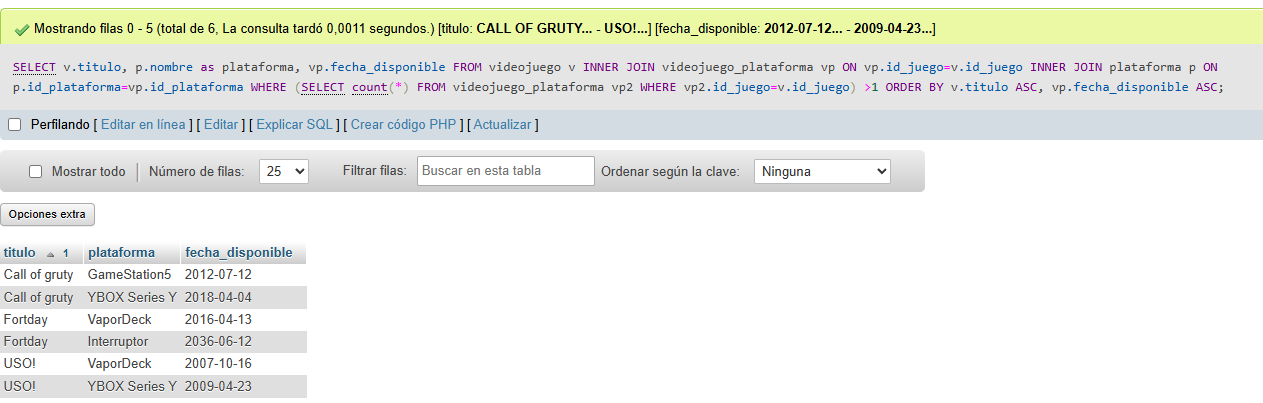 Mostrando filas 0 - 5 (total de 6, La consulta tardó 0,0011 segundos.) [titulo: CALL OF GRUTY... - USO!...] [fecha_disponible: 2012-07-12... - 2009-04-23...]
SELECT v.titulo, p.nombre as plataforma, vp.fecha_disponible FROM videojuego v INNER JOIN videojuego_plataforma vp ON vp.id_juego=v.id_juego INNER JOIN plataforma p ON
p.id_plataforma=vp.id_plataforma WHERE (SELECT count(*) FROM videojuego_plataforma vp2 WHERE vp2.id_juego=v.id_juego) >1 ORDER BY v.titulo ASC, vp.fecha_disponible ASC;
Perfilando [ Editar en línea ] [ Editar ] [ Explicar SQL ] [ Crear código PHP ] [ Actualizar ]
Mostrar todo Número de filas: 25 Filtrar filas: Buscar en esta tabla Ordenar según la clave: Ninguna
Opciones extra
titulo 1 plataforma fecha_disponible
Call of gruty GameStation5 2012-07-12
Call of gruty YBOX Series Y 2018-04-04
Fortday VaporDeck 2016-04-13
Fortday Interruptor 2036-06-12
USO! VaporDeck 2007-10-16
USO! YBOX Series Y 2009-04-23